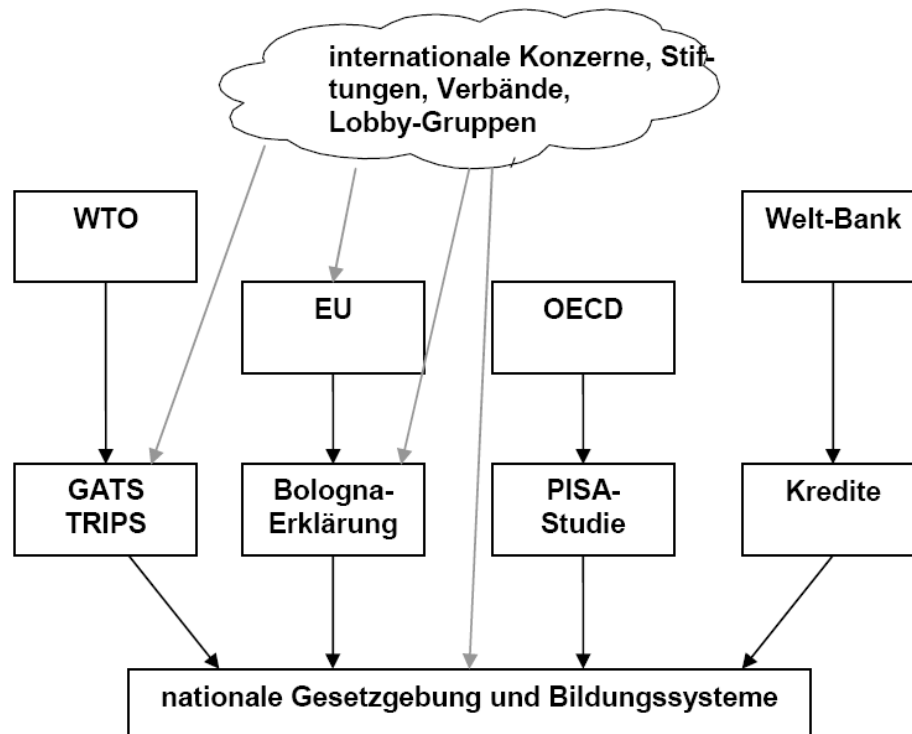 internationale Konzerne, Stif-
tungen, Verbände,
Lobby-Gruppen
WTO
Welt-Bank
EU
OECD
GATS
TRIPS
Bologna-
Erklärung
PISA-
Studie
Kredite
nationale Gesetzgebung und Bildungssysteme